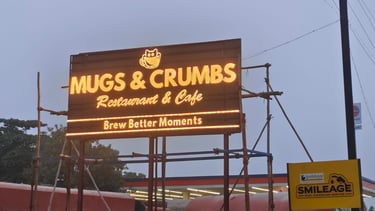 MUGS & CRUMBS
Restaurant & Cafe
Brew Better Moments
SMILEAGE